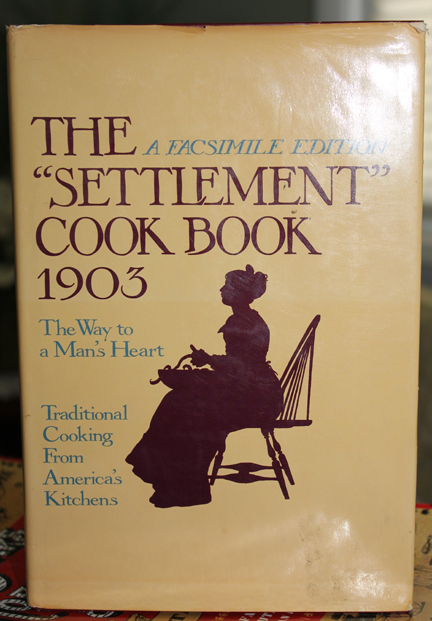 THE A FACSIMILE EDITION
“SETTLEMENT”
COOK BOOK
1903
The Way to
a Man's Heart
Traditional
Cooking
From
America's
Kitchens